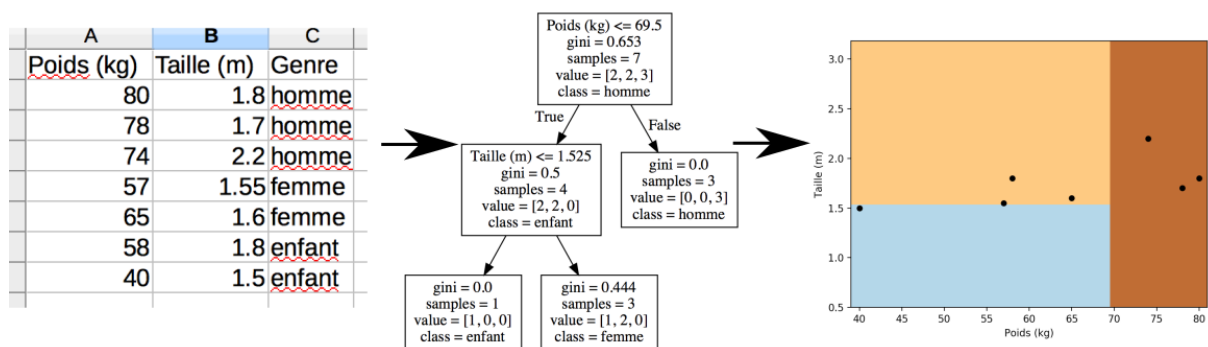 A B C
Poids (kg) Taille (m) Genre
80 1.8 homme
78 1.7 homme
74 2.2 homme
57 1.55 femme
65 1.6 femme
58 1.8 enfant
40 1.5 enfant
Poids (kg) <= 69.5
gini = 0.653
samples = 7
value = [2, 2, 3]
class = homme
True
False
Taille (m) <= 1.525
gini = 0.5
samples = 4
value = [2, 2, 0]
class = enfant
gini = 0.0
samples = 3
value = [0, 0, 3]
class = homme
gini = 0.0
samples = 1
value = [1, 0, 0]
class = enfant
gini = 0.444
samples = 3
value = [1, 2, 0]
class = femme
Taille (m)
3.0
2.5
2.0
1.5
1.0
0.5
40 45 50 55 60 65 70 75 80
Poids (kg)